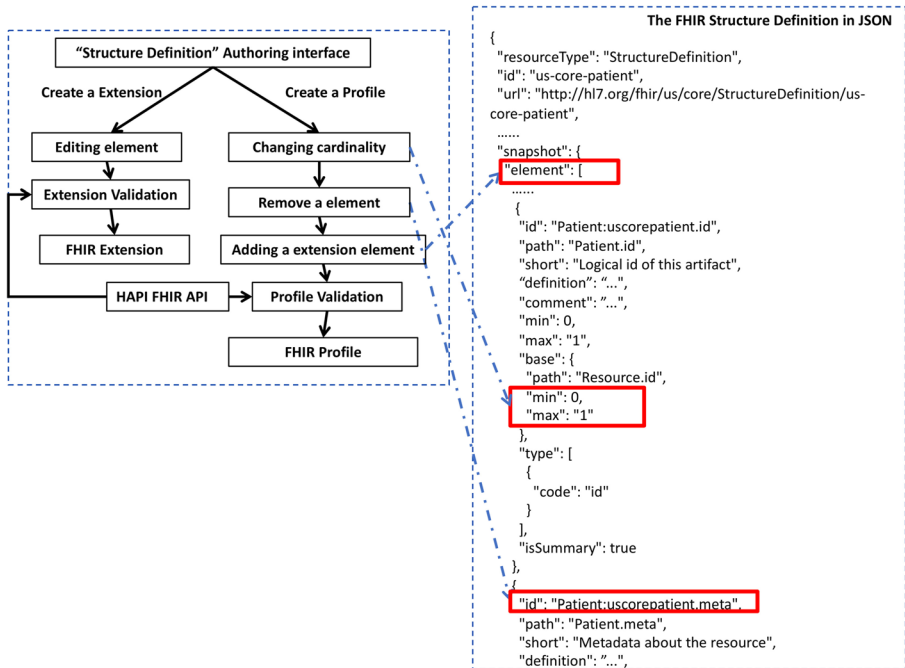 “Structure Definition” Authoring interface
Create a Extension
Create a Profile
Editing element
Changing cardinality
Extension Validation
Remove a element
FHIR Extension
Adding a extension element
HAPI FHIR API
Profile Validation
FHIR Profile
The FHIR Structure Definition in JSON
{
"resourceType": "StructureDefinition",
"id": "us-core-patient",
"url": "http://hl7.org/fhir/us/core/StructureDefinition/us-
core-patient",
......
"snapshot": {
"element": [
......
{
"id": "Patient:uscorepatient.id",
"path": "Patient.id",
"short": "Logical id of this artifact",
“definition": “...",
"comment": ”...",
"min": 0,
"max": "1",
"base": {
"path": "Resource.id",
"min": 0,
"max": "1"
},
"type": [
{
"code": "id"
}
],
"isSummary": true
},
{
"id": "Patient:uscorepatient.meta",
"path": "Patient.meta",
"short": "Metadata about the resource",
"definition": ”...",